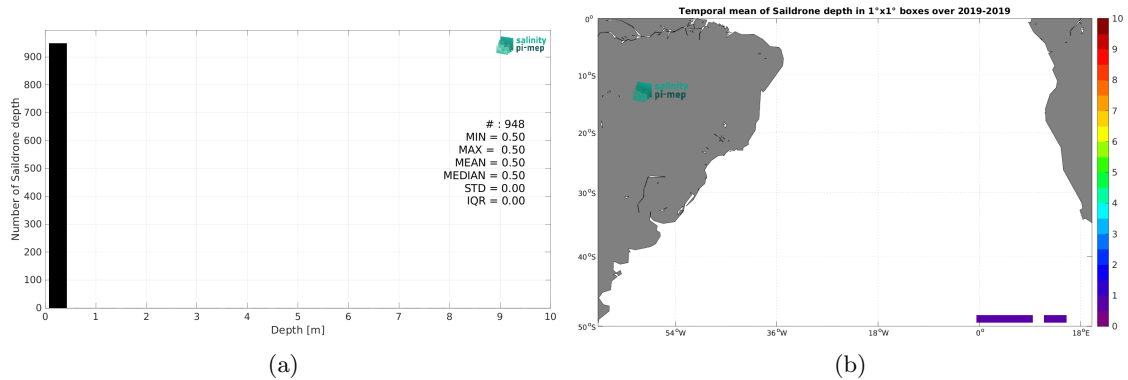 Number of Saildrone depth
900
800
700
600
500
400
300
200
100
0
0 1 2 3 4 5 6 7 8 9 10
Depth [m]
salinity
pi-mep
# : 948
MIN = 0.50
MAX = 0.50
MEAN = 0.50
MEDIAN = 0.50
STD = 0.00
IQR = 0.00
(a)
Temporal mean of Saildrone depth in 1°x1° boxes over 2019-2019
0°
10°S
20°S
30°S
40°S
50°S
54°W 36°W 18°W 0° 18°E
salinity
pi-mep
10
9
8
7
6
5
4
3
2
1
0
(b)